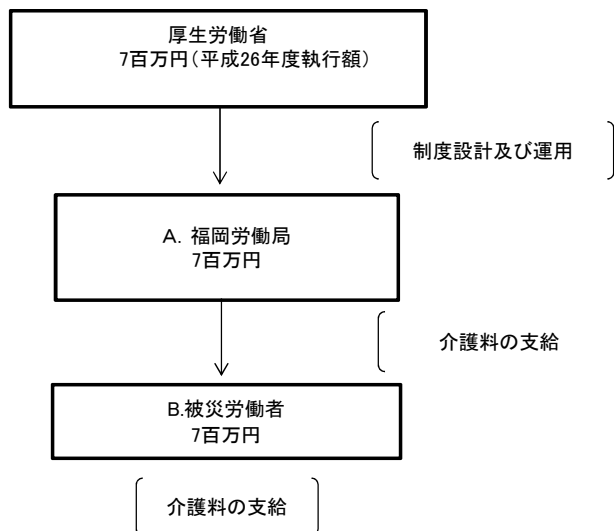 厚生労働省
7百万円（平成26年度執行額）
制度設計及び運用
A．福岡労働局
7百万円
介護料の支給
B.被災労働者
7百万円
介護料の支給